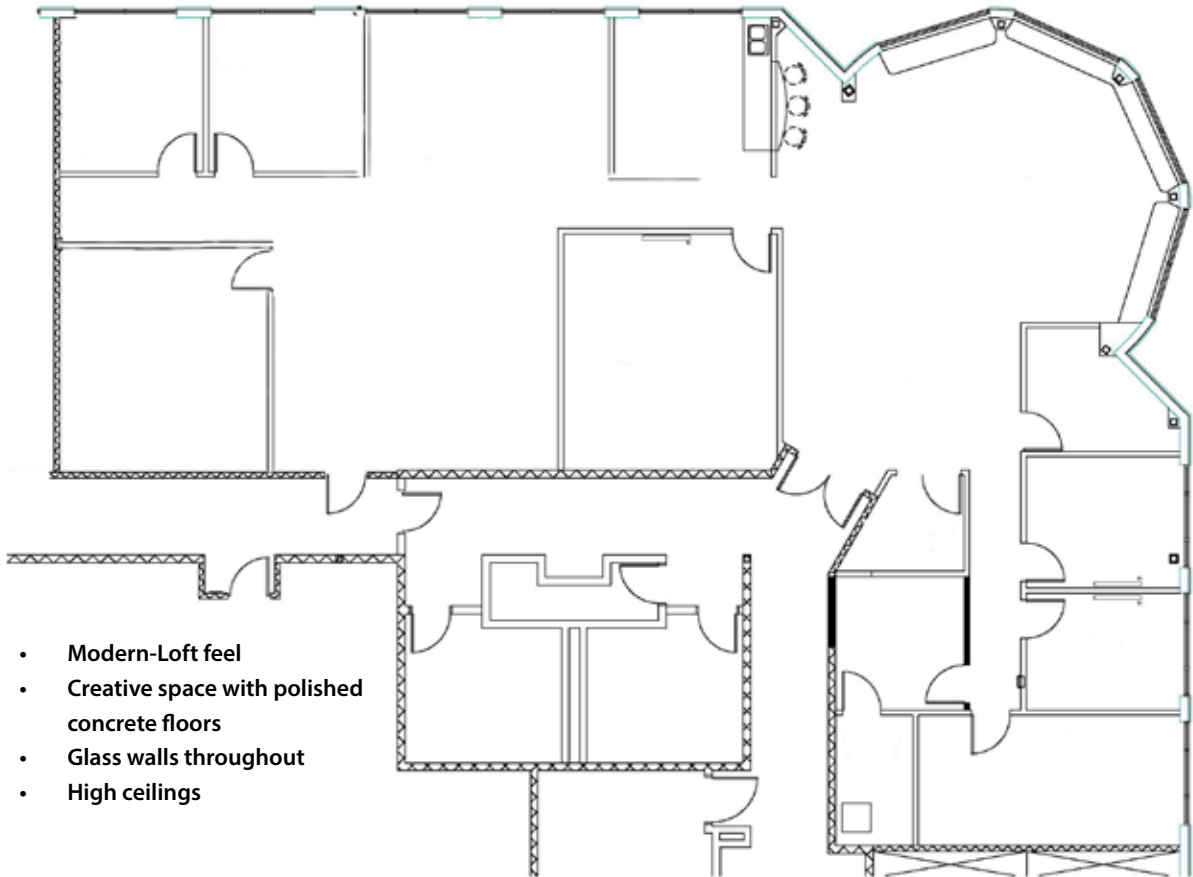 • Modern-Loft feel
• Creative space with polished
concrete floors
• Glass walls throughout
• High ceilings